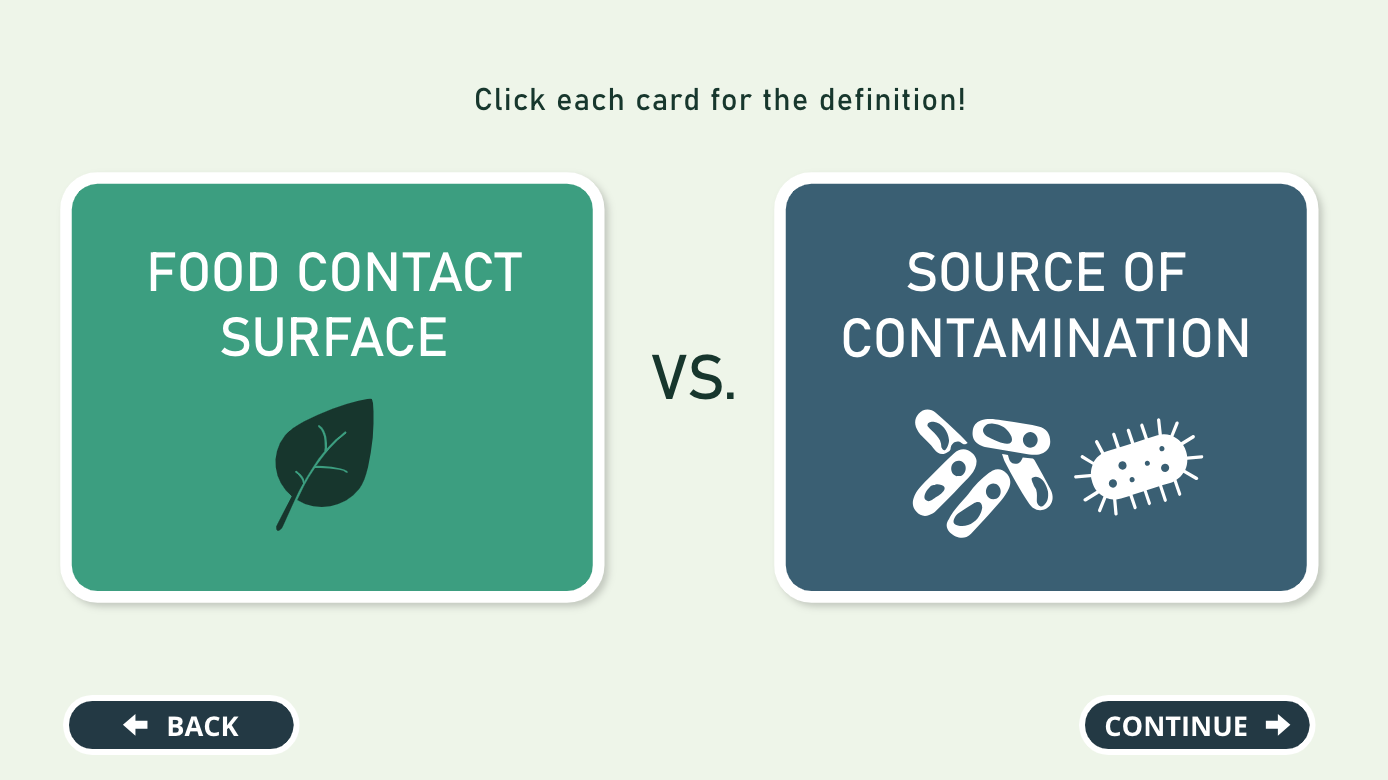 Click each card for the definition!
FOOD CONTACT
SURFACE
VS.
SOURCE OF
CONTAMINATION
BACK
CONTINUE